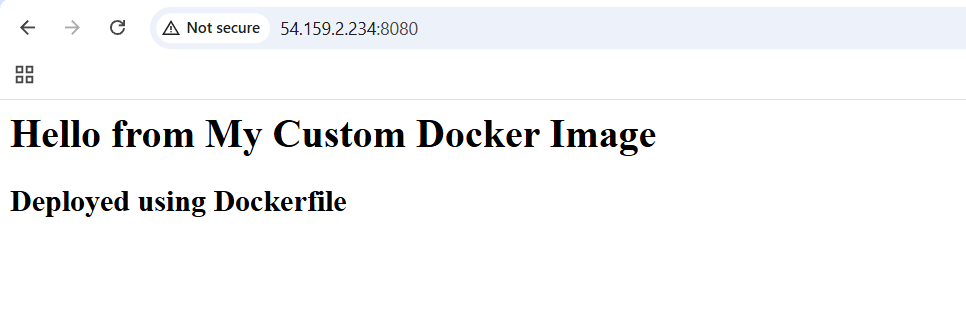 Not secure 54.159.2.234:8080
Hello from My Custom Docker Image
Deployed using Dockerfile